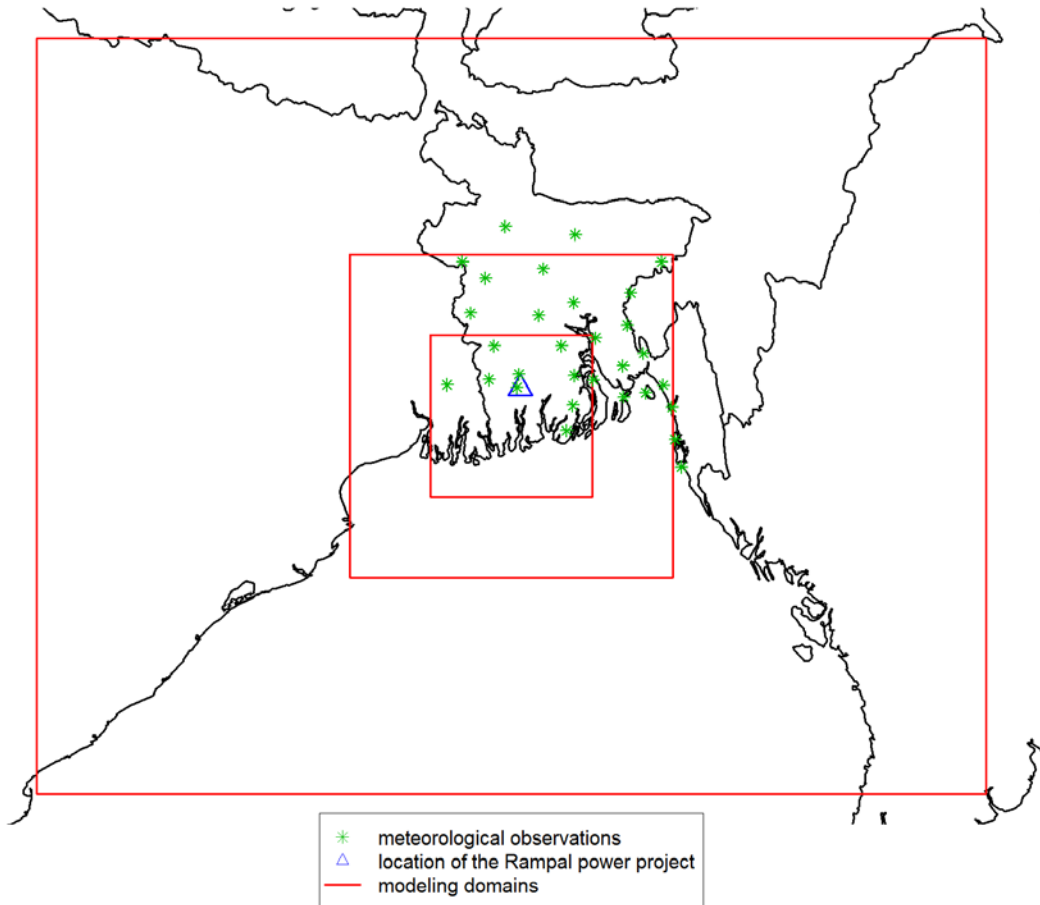 meteorological observations
location of the Rampal power project
modeling domains